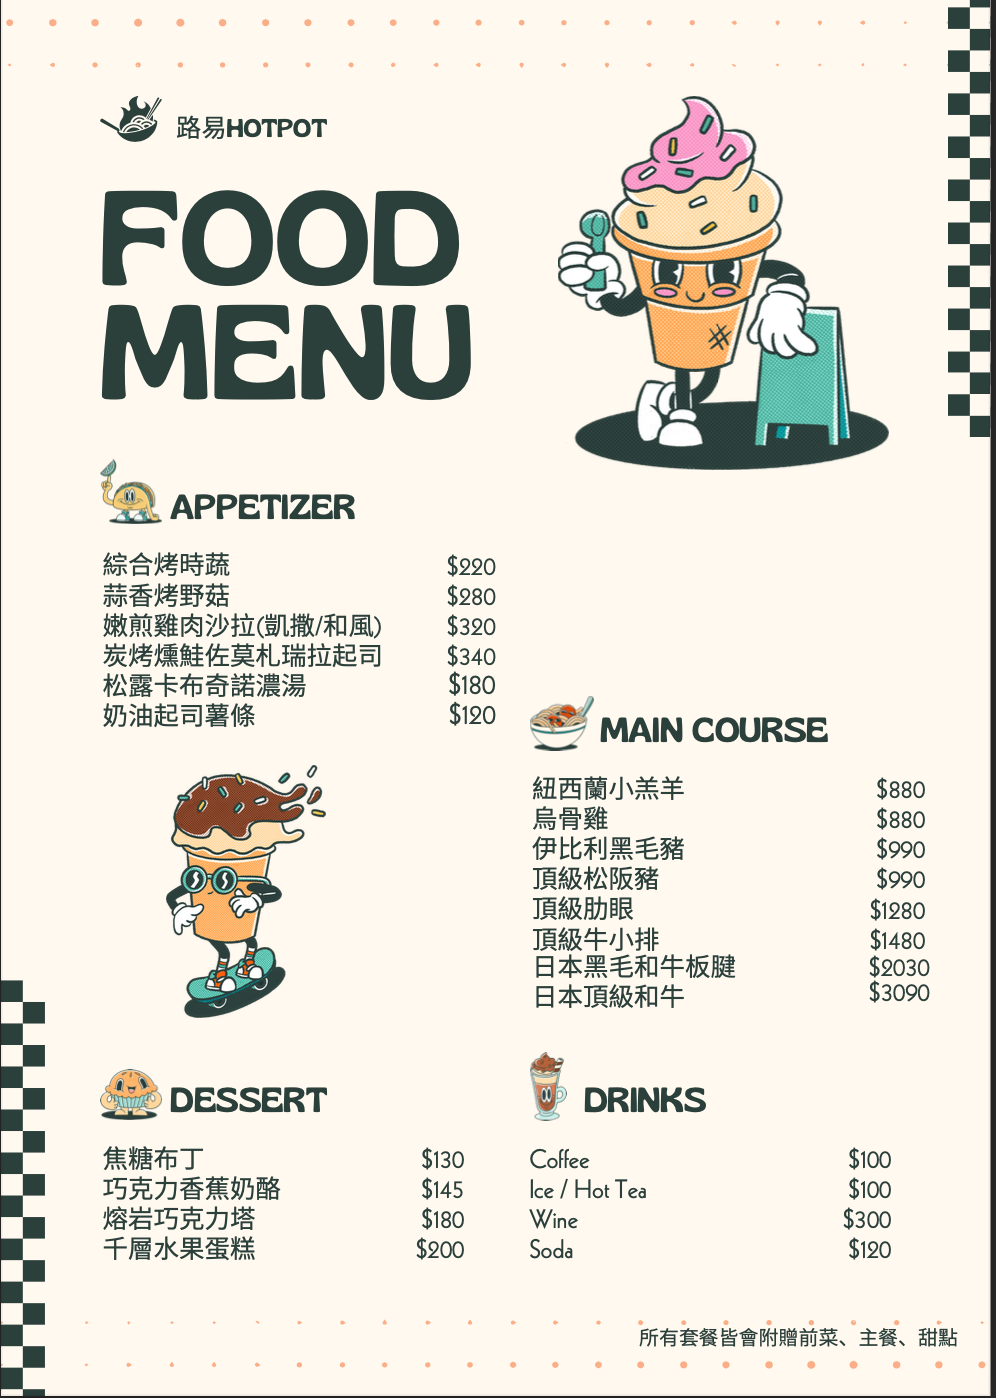 路易HOTPOT
FOOD
MENU
APPETIZER
綜合烤時蔬 $220
蒜香烤野菇 $280
嫩煎雞肉沙拉(凱撒/和風) $320
炭烤燻鮭佐莫札瑞拉起司 $340
松露卡布奇諾濃湯 $180
奶油起司薯條 $120
MAIN COURSE
紐西蘭小羔羊 $880
烏骨雞 $880
伊比利黑毛豬 $990
頂級松阪豬 $990
頂級肋眼 $1280
頂級牛小排 $1480
日本黑毛和牛板腱 $2030
日本頂級和牛 $3090
DESSERT
焦糖布丁 $130
巧克力香蕉奶酪 $145
熔岩巧克力塔 $180
千層水果蛋糕 $200
DRINKS
Coffee $100
Ice / Hot Tea $100
Wine $300
Soda $120
所有套餐皆會附贈前菜、主餐、甜點